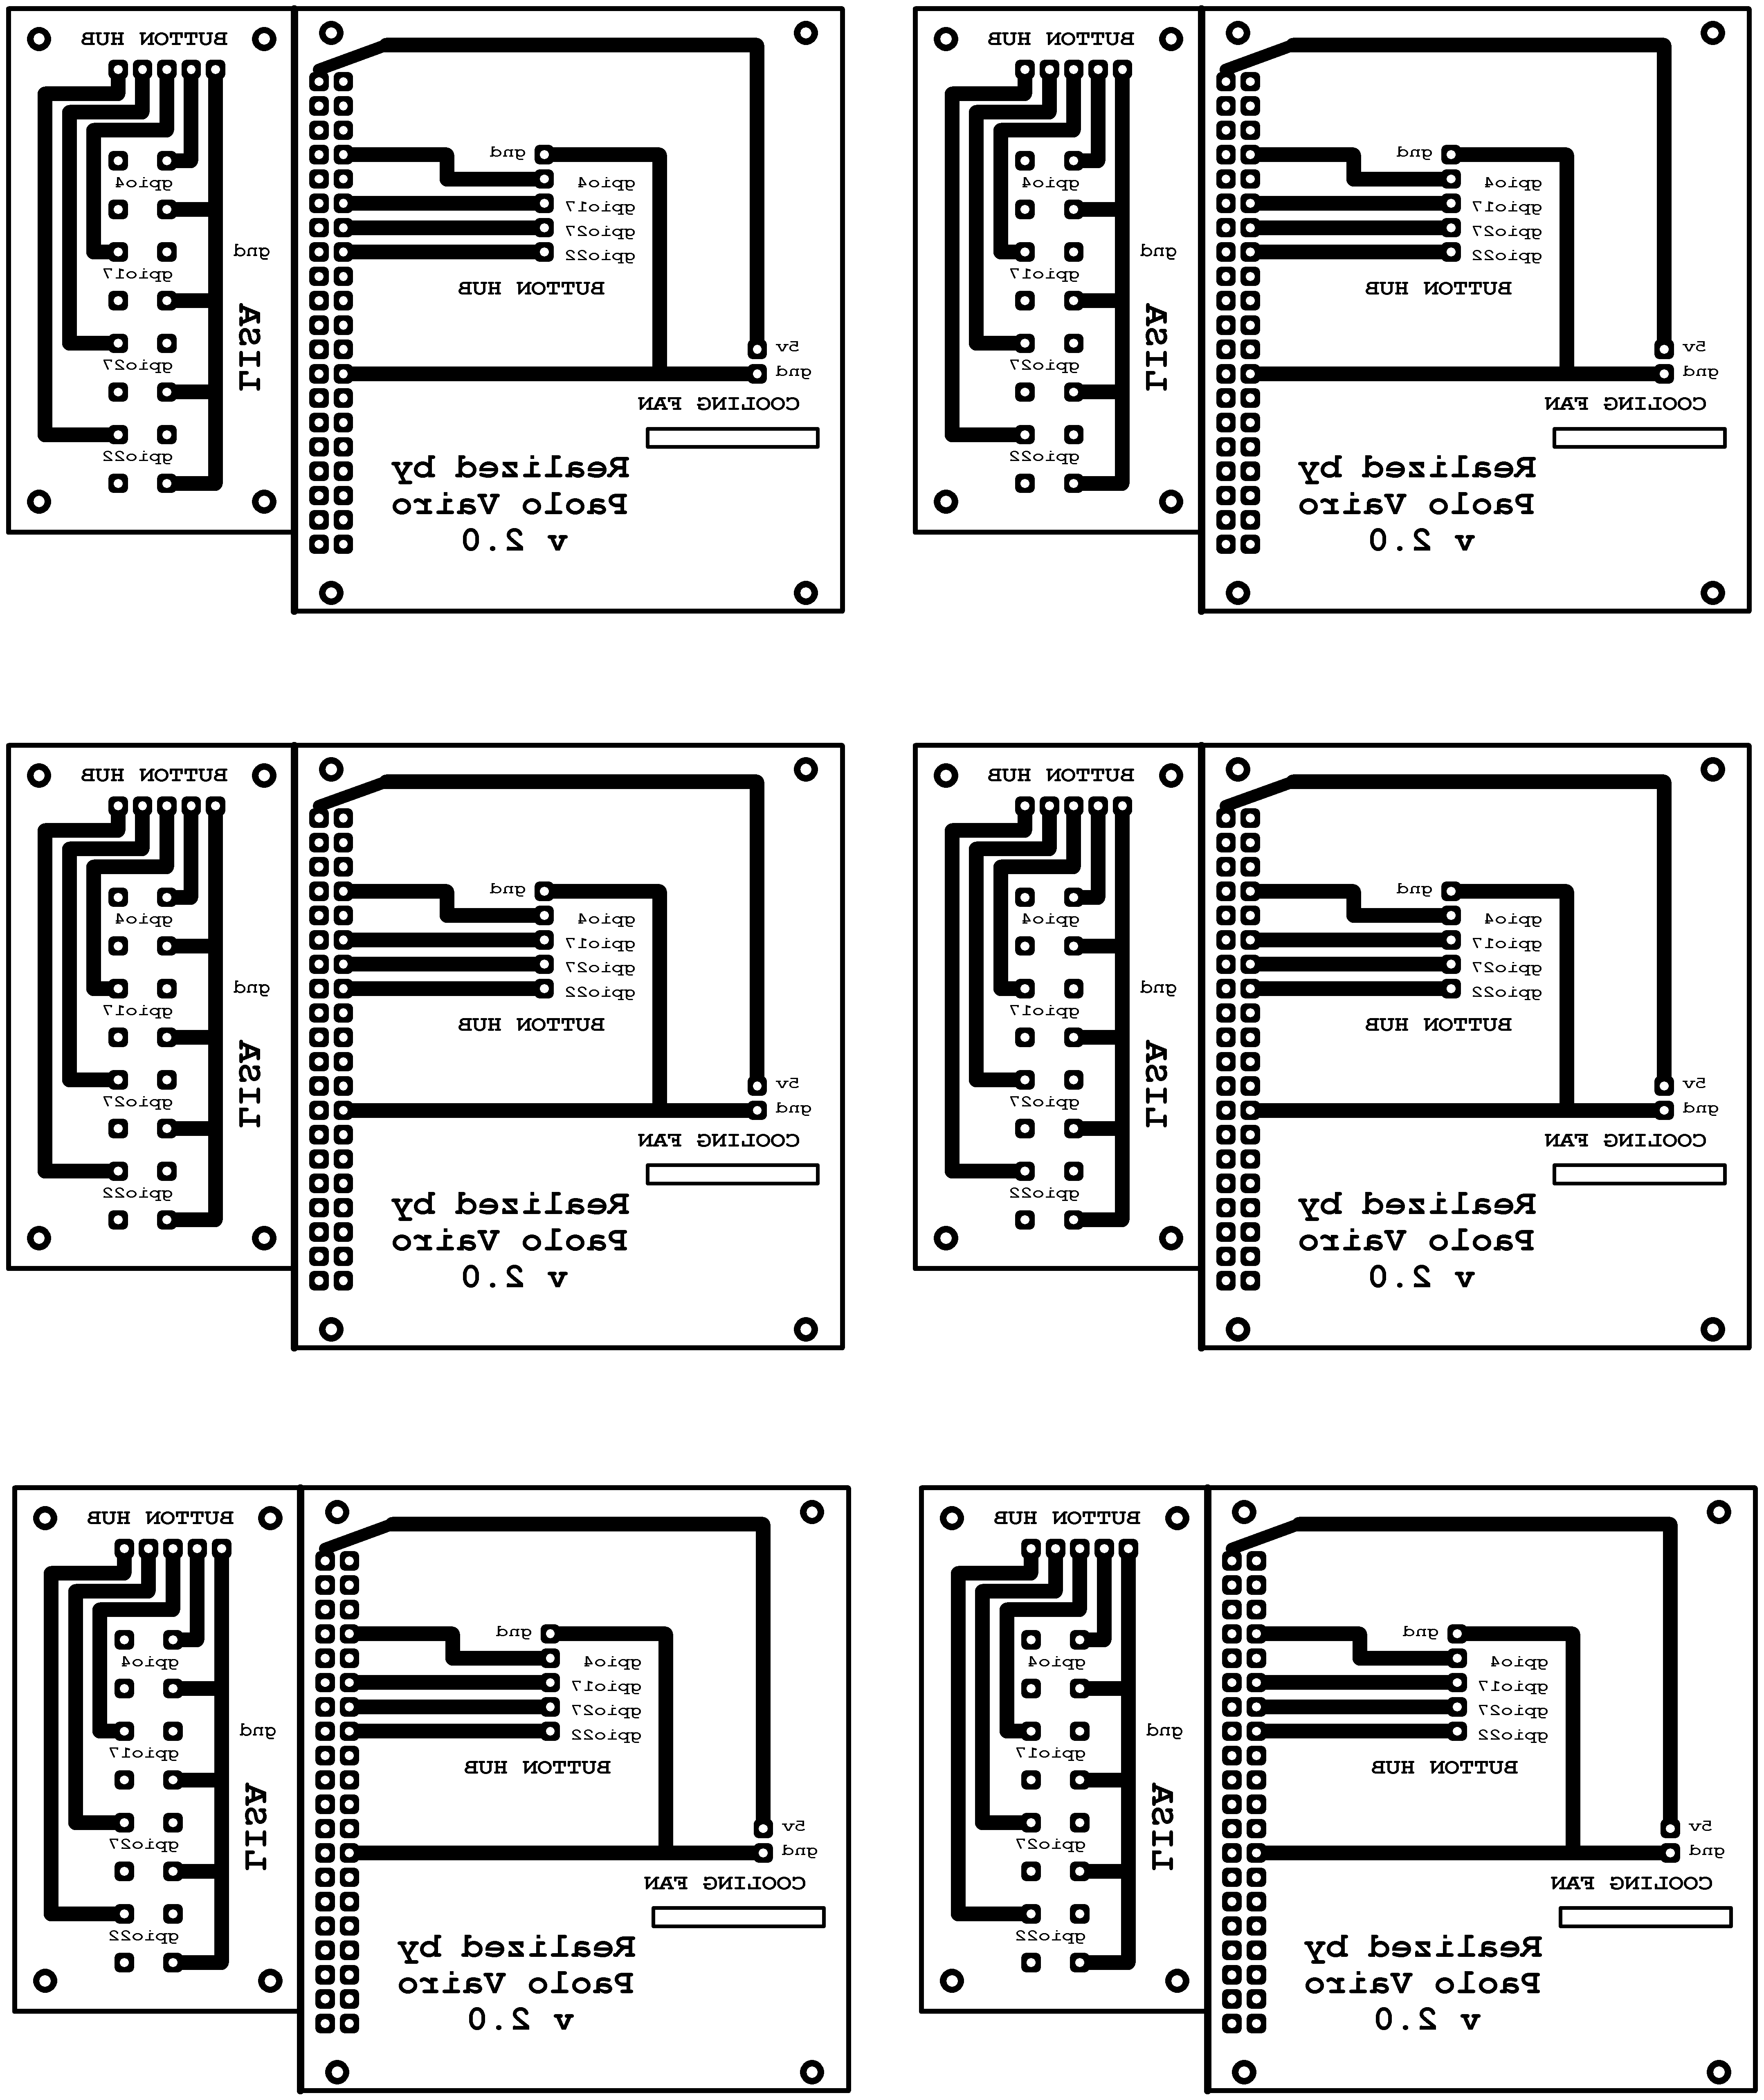 BUTTON HUB
gpio4
gpio17
gpio27
gpio22
gnd
LISA
gnd
gpio4
gpio17
gpio27
gpio22
BUTTON HUB
5v
gnd
COOLING FAN
Realized by
Paolo Vairo
v 2.0
BUTTON HUB
gpio4
gpio17
gpio27
gpio22
gnd
LISA
gnd
gpio4
gpio17
gpio27
gpio22
BUTTON HUB
5v
gnd
COOLING FAN
Realized by
Paolo Vairo
v 2.0
BUTTON HUB
gpio4
gpio17
gpio27
gpio22
gnd
LISA
gnd
gpio4
gpio17
gpio27
gpio22
BUTTON HUB
5v
gnd
COOLING FAN
Realized by
Paolo Vairo
v 2.0
BUTTON HUB
gpio4
gpio17
gpio27
gpio22
gnd
LISA
gnd
gpio4
gpio17
gpio27
gpio22
BUTTON HUB
5v
gnd
COOLING FAN
Realized by
Paolo Vairo
v 2.0
BUTTON HUB
gpio4
gpio17
gpio27
gpio22
gnd
LISA
gnd
gpio4
gpio17
gpio27
gpio22
BUTTON HUB
5v
gnd
COOLING FAN
Realized by
Paolo Vairo
v 2.0
BUTTON HUB
gpio4
gpio17
gpio27
gpio22
gnd
LISA
gnd
gpio4
gpio17
gpio27
gpio22
BUTTON HUB
5v
gnd
COOLING FAN
Realized by
Paolo Vairo
v 2.0